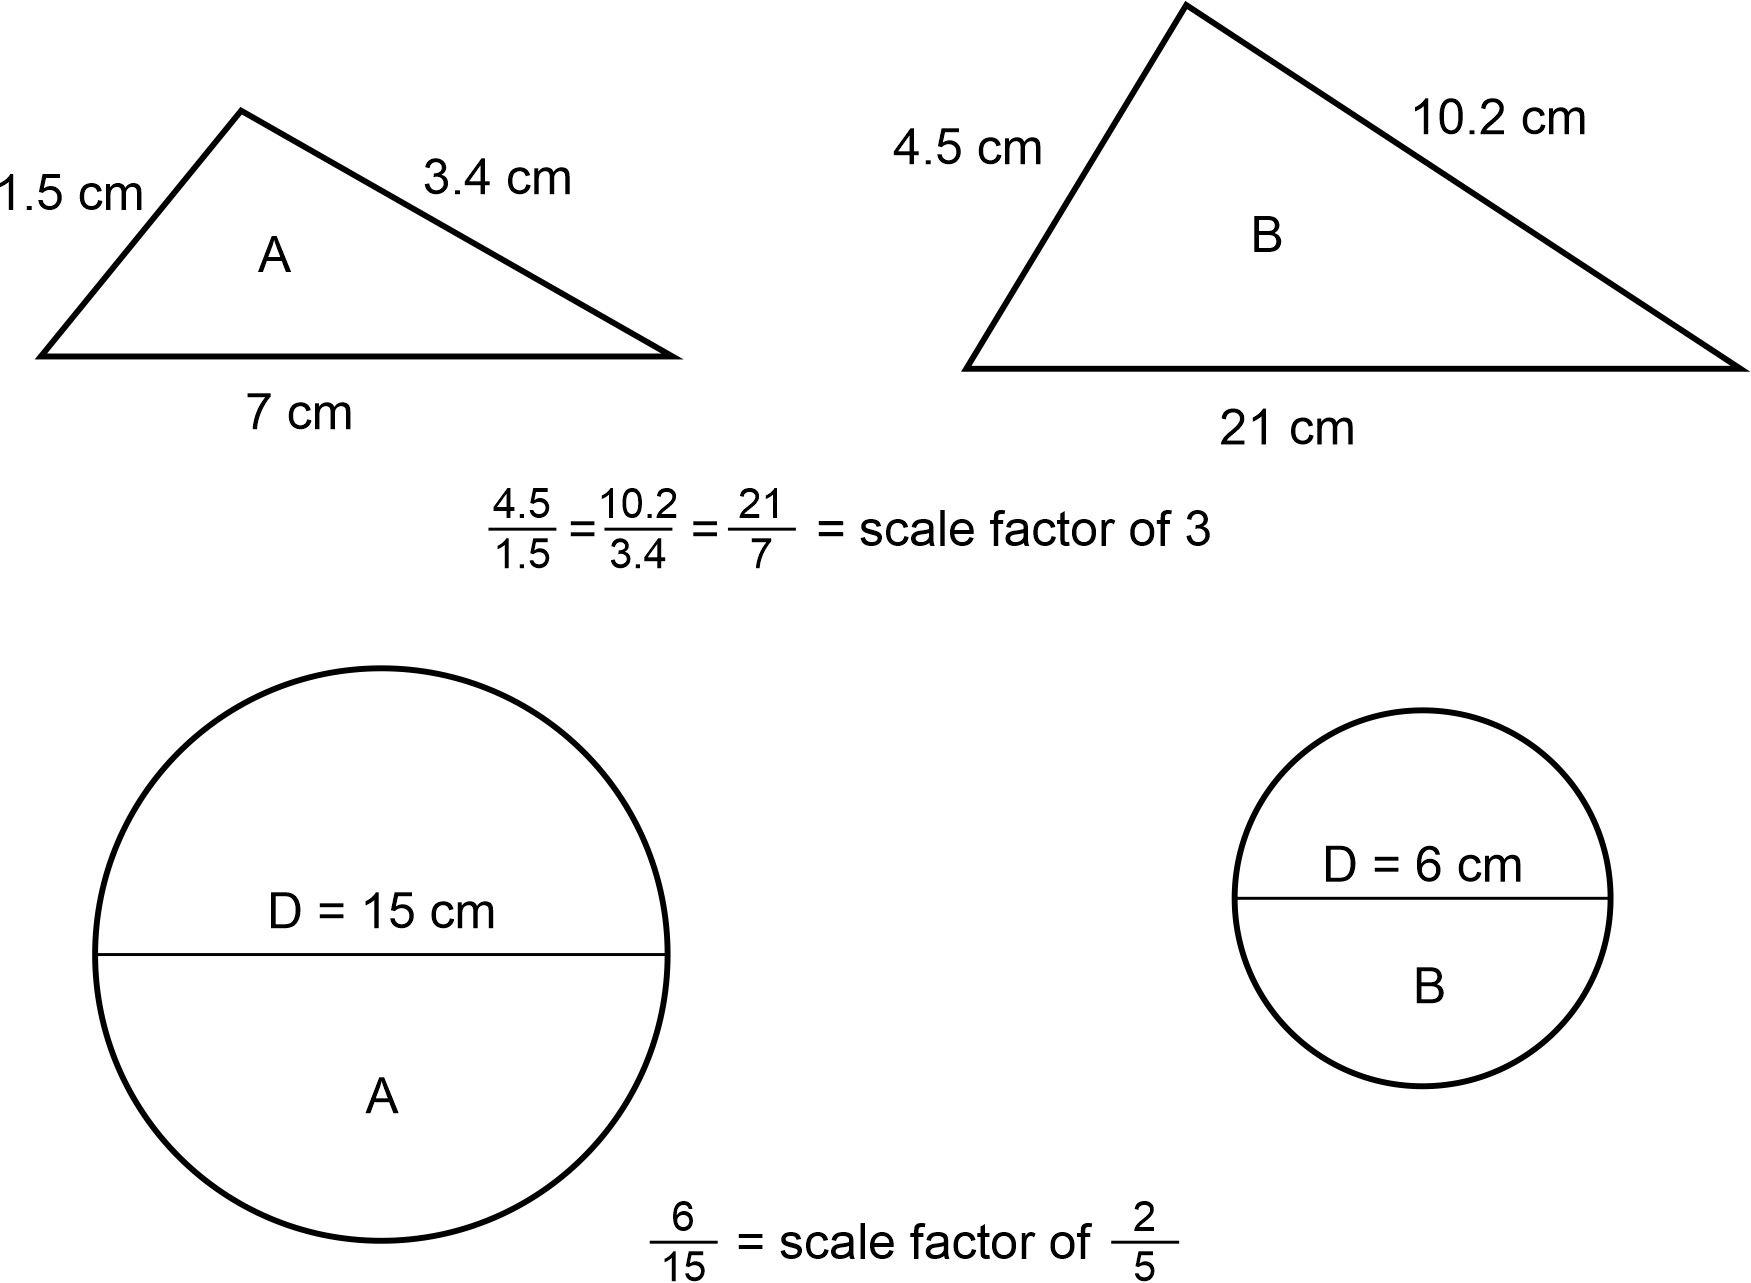 1.5 cm
3.4 cm
A
7 cm
4.5 cm
10.2 cm
B
21 cm
4.5/1.5 = 10.2/3.4 = 21/7 = scale factor of 3
D = 15 cm
A
D = 6 cm
B
6/15 = scale factor of 2/5